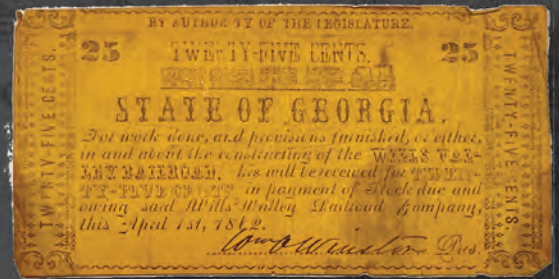 BY AUTHORITY OF THE LEGISLATURE.
25 TWENTY-FIVE CENTS. 25
TWENTY-FIVE CENTS.
TWENTY-FIVE CENTS.
STATE OF GEORGIA.
For work done, and provisions furnished, or either,
in and about the constructing of the WILLS VAL-
LEY RAILROAD, this will be received for TWEN-
TY-FIVE CENTS in payment of Stock due and
owing said Wills Valley Railroad Company,
this April 1st, 1862.
Winston Pres.